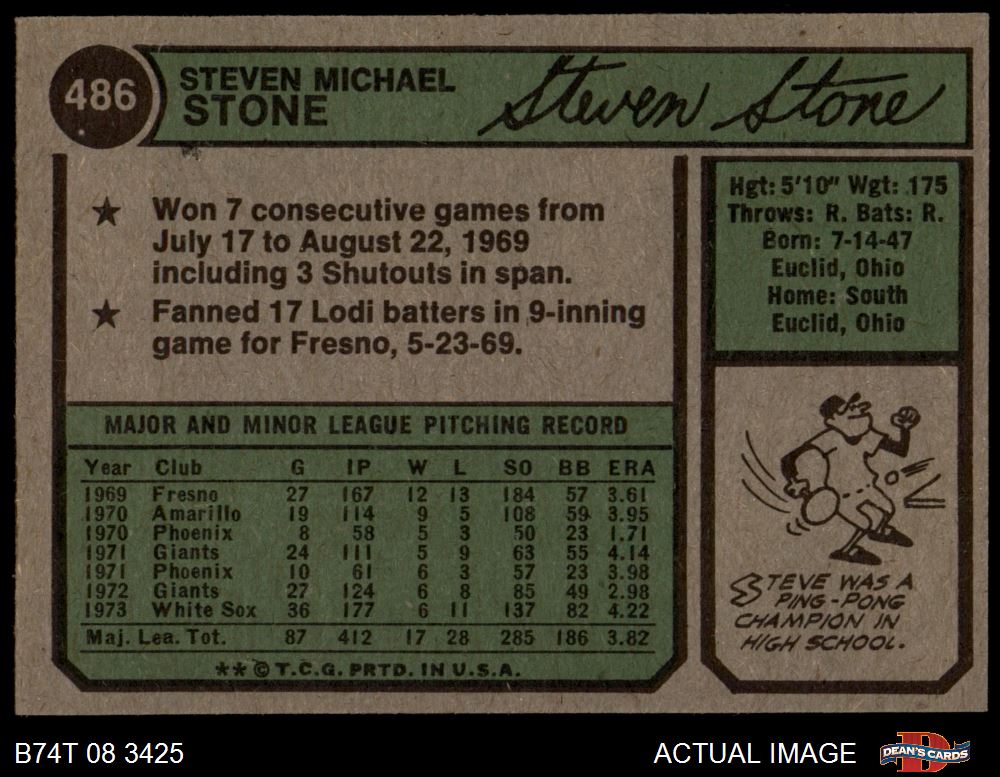 486
STEVEN MICHAEL
STONE
Steven Stone
★ Won 7 consecutive games from
July 17 to August 22, 1969
including 3 Shutouts in span.
★ Fanned 17 Lodi batters in 9-inning
game for Fresno, 5-23-69.
Hgt: 5'10" Wgt: 175
Throws: R. Bats: R.
Born: 7-14-47
Euclid, Ohio
Home: South
Euclid, Ohio
MAJOR AND MINOR LEAGUE PITCHING RECORD
Year Club G IP W L SO BB ERA
1969 Fresno 27 167 12 13 184 57 3.61
1970 Amarillo 19 114 9 5 108 59 3.95
1970 Phoenix 8 58 5 3 50 23 1.71
1971 Giants 24 111 5 9 63 55 4.14
1971 Phoenix 10 61 6 3 57 23 3.98
1972 Giants 27 124 6 8 85 49 2.98
1973 White Sox 36 177 6 11 137 82 4.22
Maj. Lea. Tot. 87 412 17 28 285 186 3.82
**© T.C.G. PRTD. IN U.S.A.
STEVE WAS A
PING-PONG
CHAMPION IN
HIGH SCHOOL.
B74T 08 3425
ACTUAL IMAGE
DEAN'S CARDS